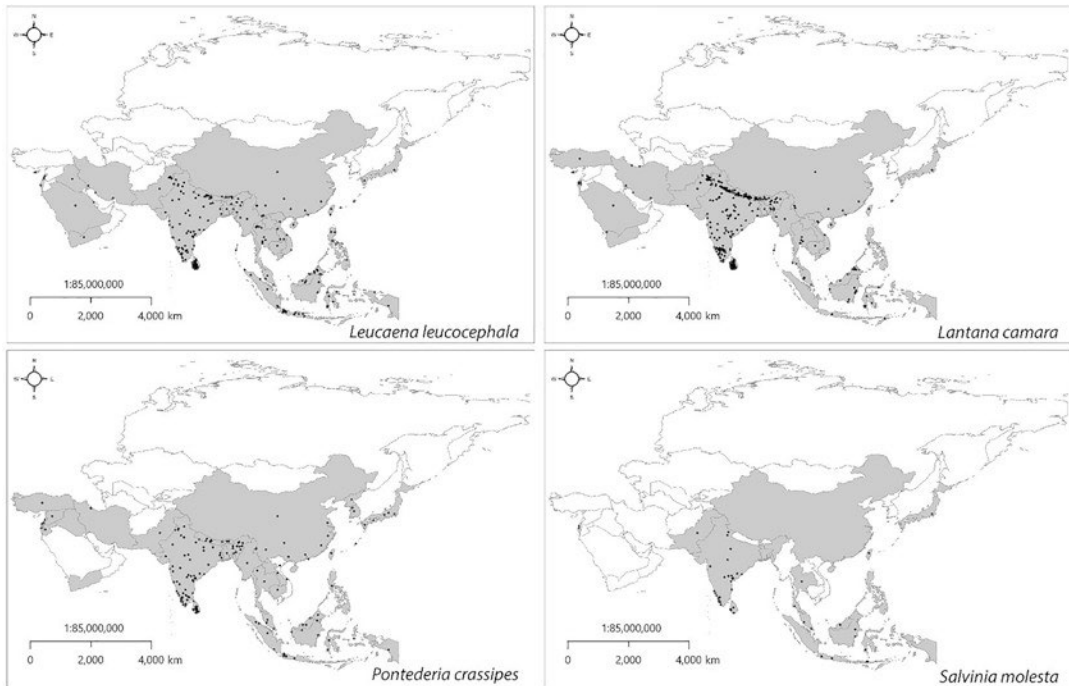 N
W E
S
1:85,000,000
0 2,000 4,000 km
Leucaena leucocephala
N
W E
S
1:85,000,000
0 2,000 4,000 km
Lantana camara
1:85,000,000
0 2,000 4,000 km
Pontederia crassipes
1:85,000,000
0 2,000 4,000 km
Salvinia molesta